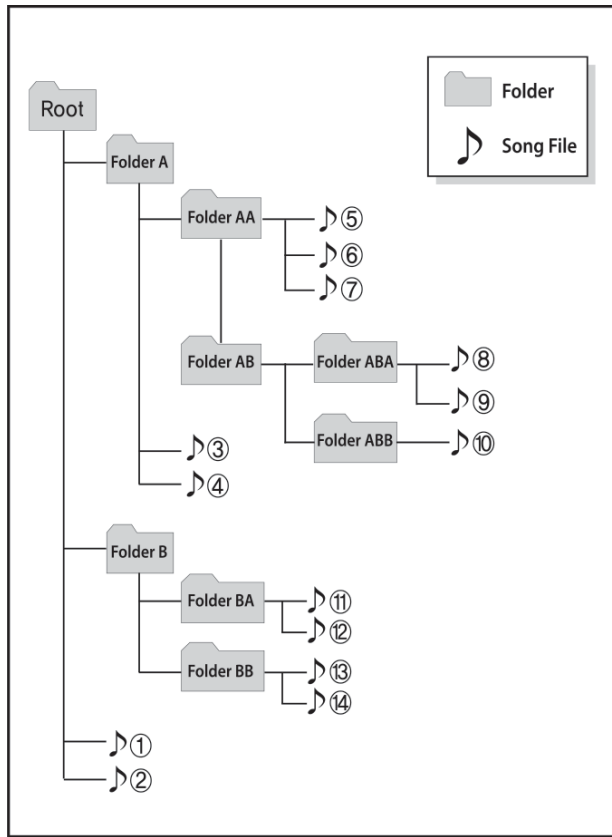 Folder
Song File
Root
Folder A
Folder AA
⑤
⑥
⑦
Folder AB
Folder ABA
⑧
⑨
Folder ABB
⑩
③
④
Folder B
Folder BA
⑪
⑫
Folder BB
⑬
⑭
①
②